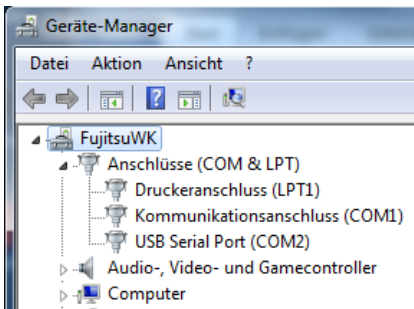 Geräte-Manager
Datei Aktion Ansicht ?
FujitsuWK
Anschlüsse (COM & LPT)
Druckeranschluss (LPT1)
Kommunikationsanschluss (COM1)
USB Serial Port (COM2)
Audio-, Video- und Gamecontroller
Computer